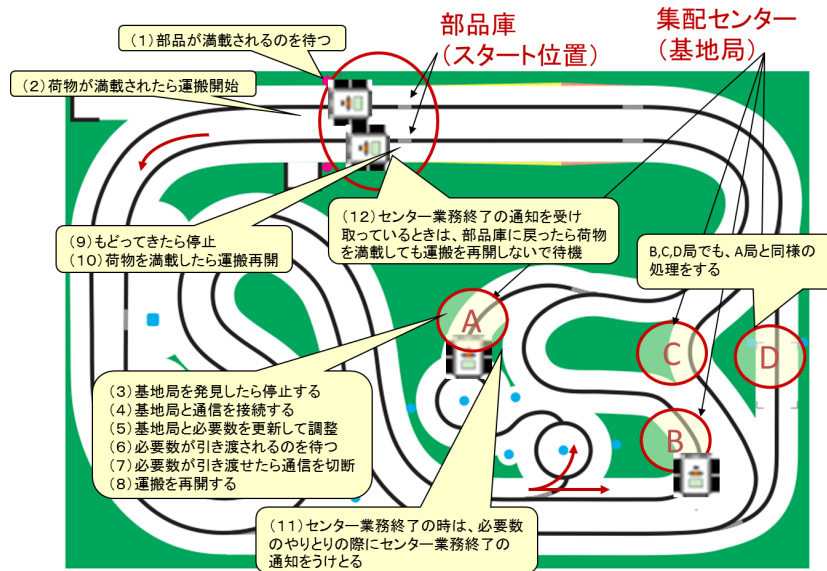 (1)部品が満載されるのを待つ
部品庫
(スタート位置)
集配センター
(基地局)
(2)荷物が満載されたら運搬開始
(9)もどってきたら停止
(10)荷物を満載したら運搬再開
(12)センター業務終了の通知を受け
取っているときは、部品庫に戻ったら荷物
を満載しても運搬を再開しないで待機
B,C,D局でも、A局と同様の
処理をする
A
C
D
B
(3)基地局を発見したら停止する
(4)基地局と通信を接続する
(5)基地局と必要数を更新して調整
(6)必要数が引き渡されるのを待つ
(7)必要数が引き渡せたら通信を切断
(8)運搬を再開する
(11)センター業務終了の時は、必要数
のやりとりの際にセンター業務終了の
通知をうけとる